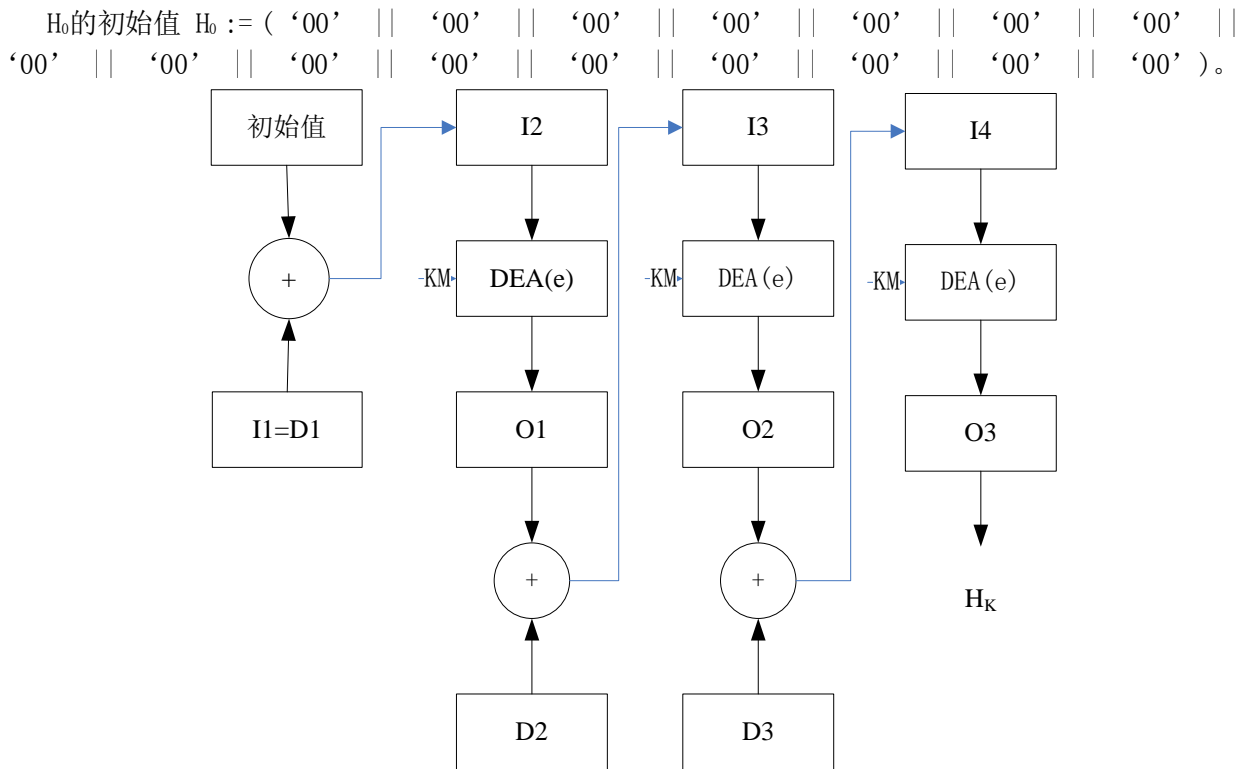 H₀的初始值 H₀ := ( ‘00’ || ‘00’ || ‘00’ || ‘00’ || ‘00’ || ‘00’ || ‘00’ ||
‘00’ || ‘00’ || ‘00’ || ‘00’ || ‘00’ || ‘00’ || ‘00’ || ‘00’ || ‘00’ )。
初始值 I2 I3 I4
+ KM DEA(e) KM DEA(e) KM DEA(e)
I1=D1 O1 O2 O3
+ + H_K
D2 D3